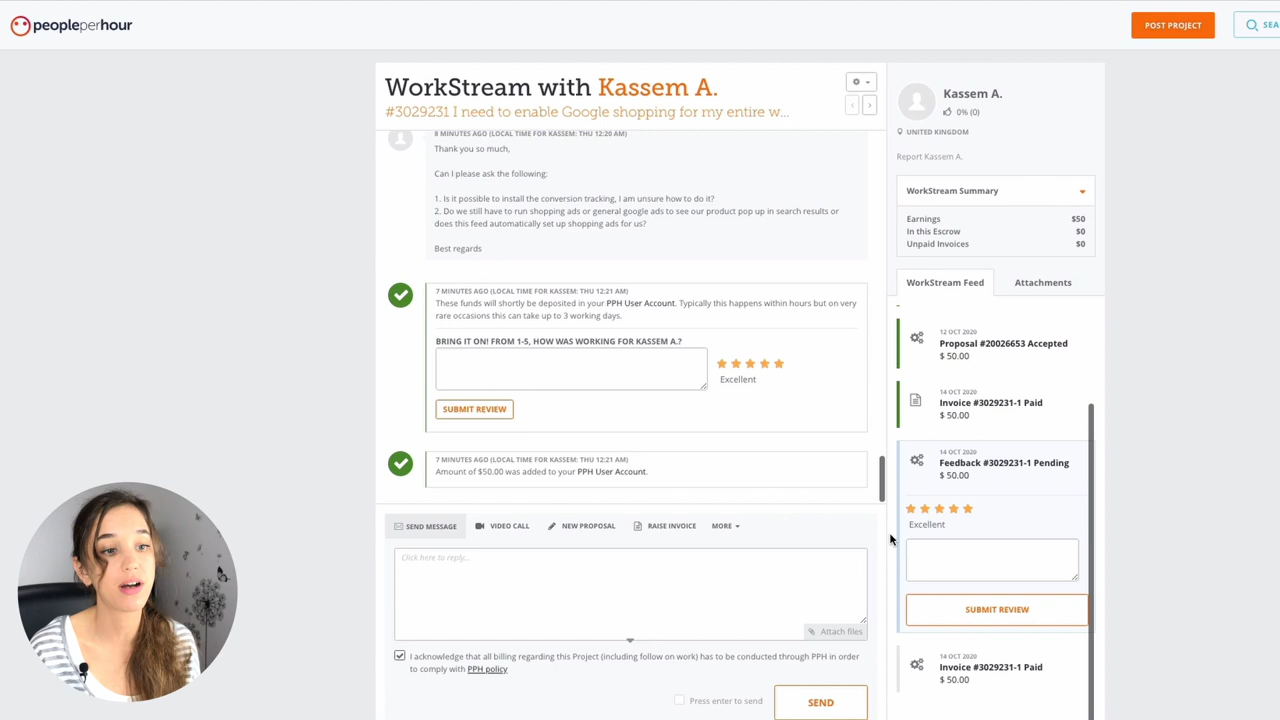 peopleperhour
POST PROJECT
SEA
WorkStream with Kassem A.
#3029231 I need to enable Google shopping for my entire w...
8 MINUTES AGO (LOCAL TIME FOR KASSEM: THU 12:20 AM)
Thank you so much,
Can I please ask the following:
1. Is it possible to install the conversion tracking, I am unsure how to do it?
2. Do we still have to run shopping ads or general google ads to see our product pop up in search results or
does this feed automatically set up shopping ads for us?
Best regards
7 MINUTES AGO (LOCAL TIME FOR KASSEM: THU 12:21 AM)
These funds will shortly be deposited in your PPH User Account. Typically this happens within hours but on very
rare occasions this can take up to 3 working days.
BRING IT ON! FROM 1-5, HOW WAS WORKING FOR KASSEM A.?
Excellent
SUBMIT REVIEW
7 MINUTES AGO (LOCAL TIME FOR KASSEM: THU 12:21 AM)
Amount of $50.00 was added to your PPH User Account.
SEND MESSAGE
VIDEO CALL
NEW PROPOSAL
RAISE INVOICE
MORE
Click here to reply...
Attach files
I acknowledge that all billing regarding this Project (including follow on work) has to be conducted through PPH in order
to comply with PPH policy
Press enter to send
SEND
Kassem A.
0% (0)
UNITED KINGDOM
Report Kassem A.
WorkStream Summary
Earnings $50
In this Escrow $0
Unpaid Invoices $0
WorkStream Feed
Attachments
12 OCT 2020
Proposal #20026653 Accepted
$ 50.00
14 OCT 2020
Invoice #3029231-1 Paid
$ 50.00
14 OCT 2020
Feedback #3029231-1 Pending
$ 50.00
Excellent
SUBMIT REVIEW
14 OCT 2020
Invoice #3029231-1 Paid
$ 50.00